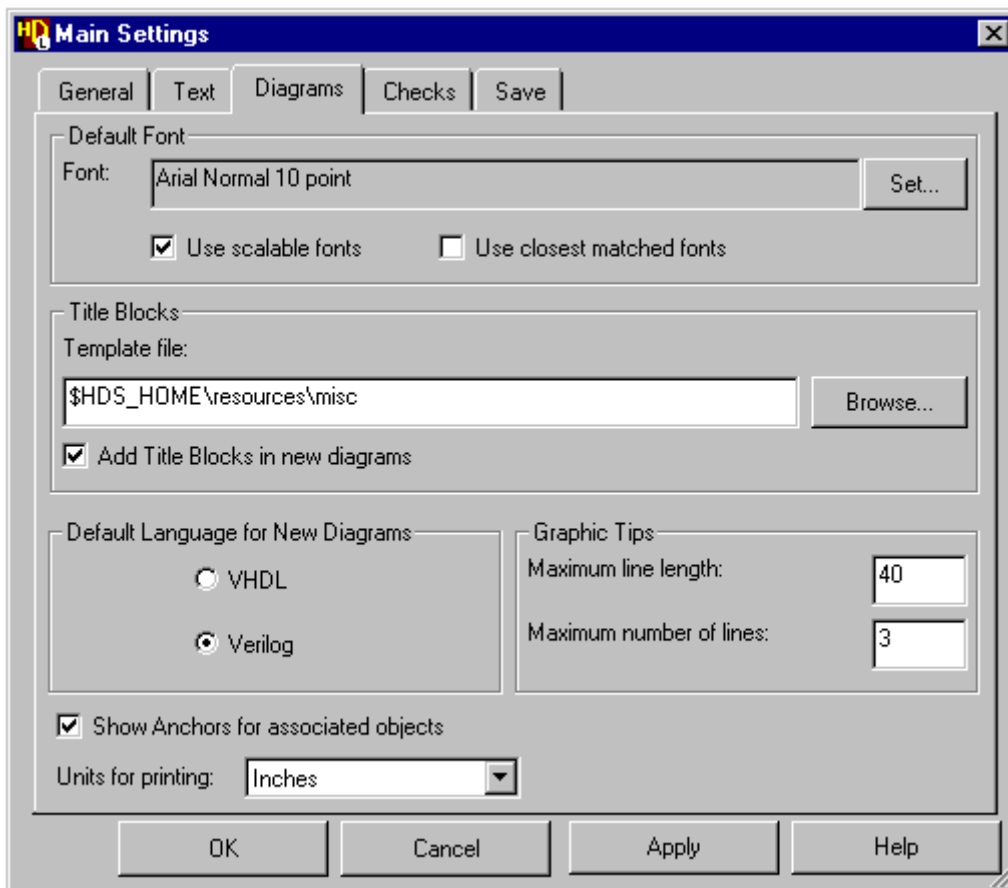 HDL Main Settings
General Text Diagrams Checks Save
Default Font
Font: Arial Normal 10 point Set...
Use scalable fonts Use closest matched fonts
Title Blocks
Template file:
$HDS_HOME\resources\misc Browse...
Add Title Blocks in new diagrams
Default Language for New Diagrams
VHDL
Verilog
Graphic Tips
Maximum line length: 40
Maximum number of lines: 3
Show Anchors for associated objects
Units for printing: Inches
OK Cancel Apply Help